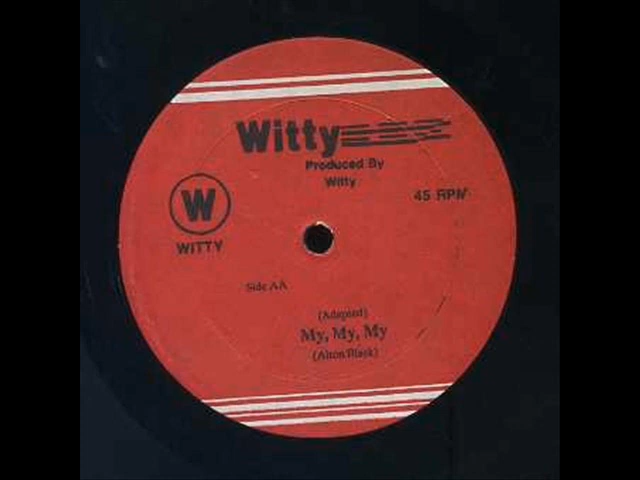 Witty
Produced By
Witty
W
WITTY
45 RPM
Side AA
(Adapted)
My, My, My
(Alton Black)